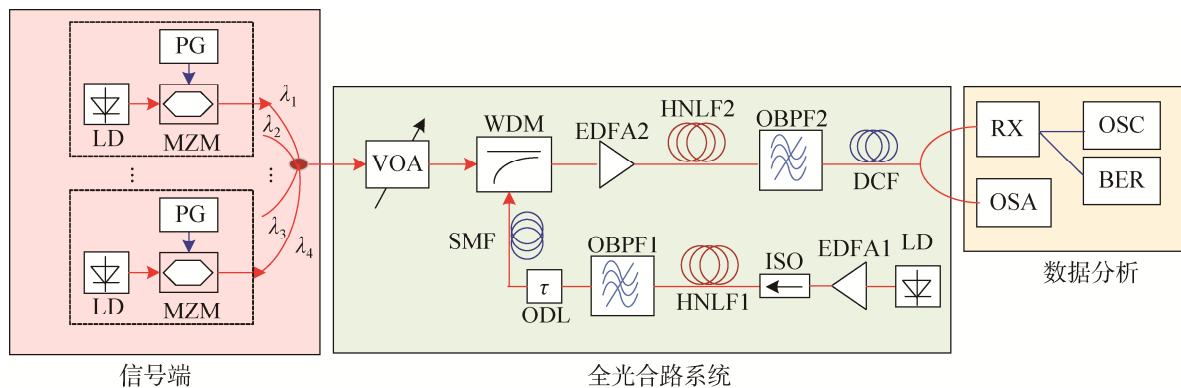 PG
LD
MZM
λ1
λ2
⋮
⋮
PG
LD
MZM
λ3
λ4
信号端
VOA
WDM
EDFA2
HNLF2
OBPF2
DCF
SMF
τ
ODL
OBPF1
HNLF1
ISO
EDFA1
LD
全光合路系统
RX
OSC
BER
OSA
数据分析